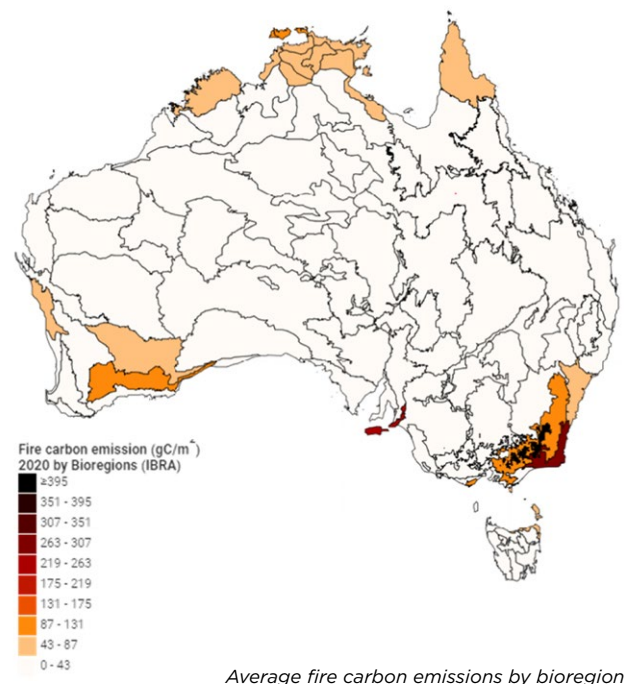 Fire carbon emission (gC/m²)
2020 by Bioregions (IBRA)
≥395
351 - 395
307 - 351
263 - 307
219 - 263
175 - 219
131 - 175
87 - 131
43 - 87
0 - 43
Average fire carbon emissions by bioregion